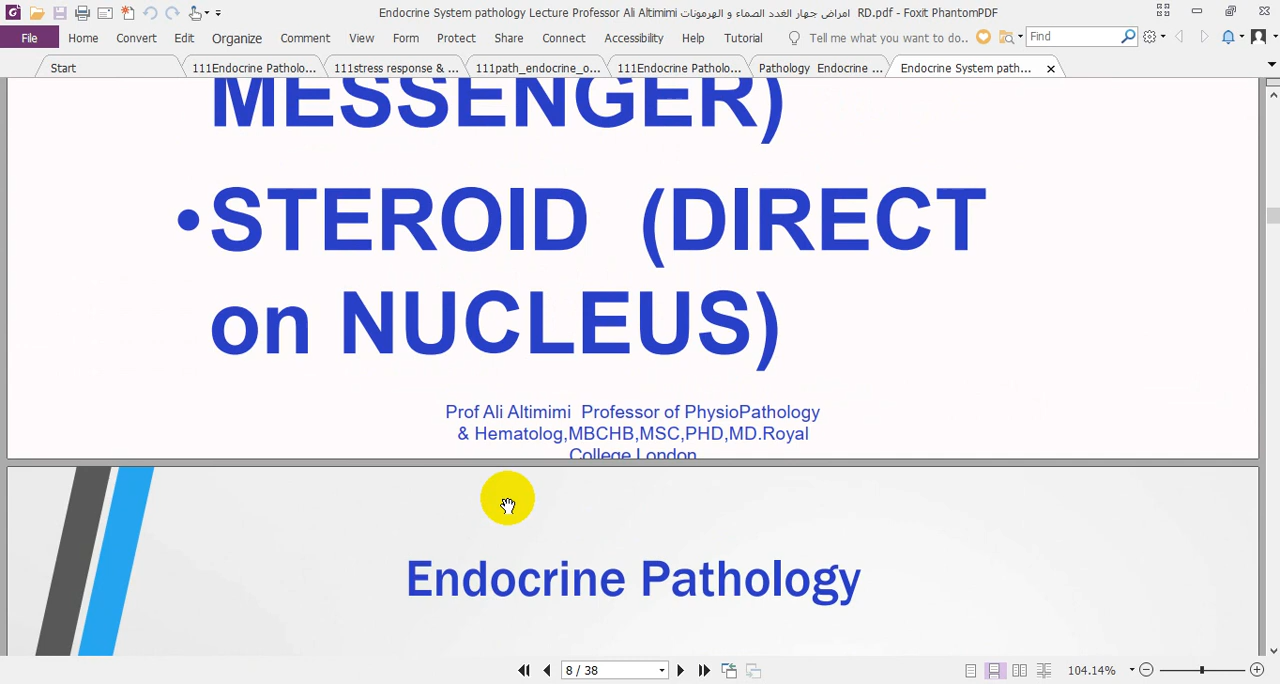 Endocrine System pathology Lecture Professor Ali Altimimi امراض جهار الغدد الصماء و الهرمونات RD.pdf - Foxit PhantomPDF
File Home Convert Edit Organize Comment View Form Protect Share Connect Accessibility Help Tutorial Tell me what you want to do.. Find
Start 111Endocrine Patholo... 111stress response & ... 111path_endocrine_o... 111Endocrine Patholo... Pathology Endocrine ... Endocrine System path...
MESSENGER)
•STEROID (DIRECT
on NUCLEUS)
Prof Ali Altimimi Professor of PhysioPathology
& Hematolog,MBCHB,MSC,PHD,MD.Royal
College London
Endocrine Pathology
8 / 38 104.14%